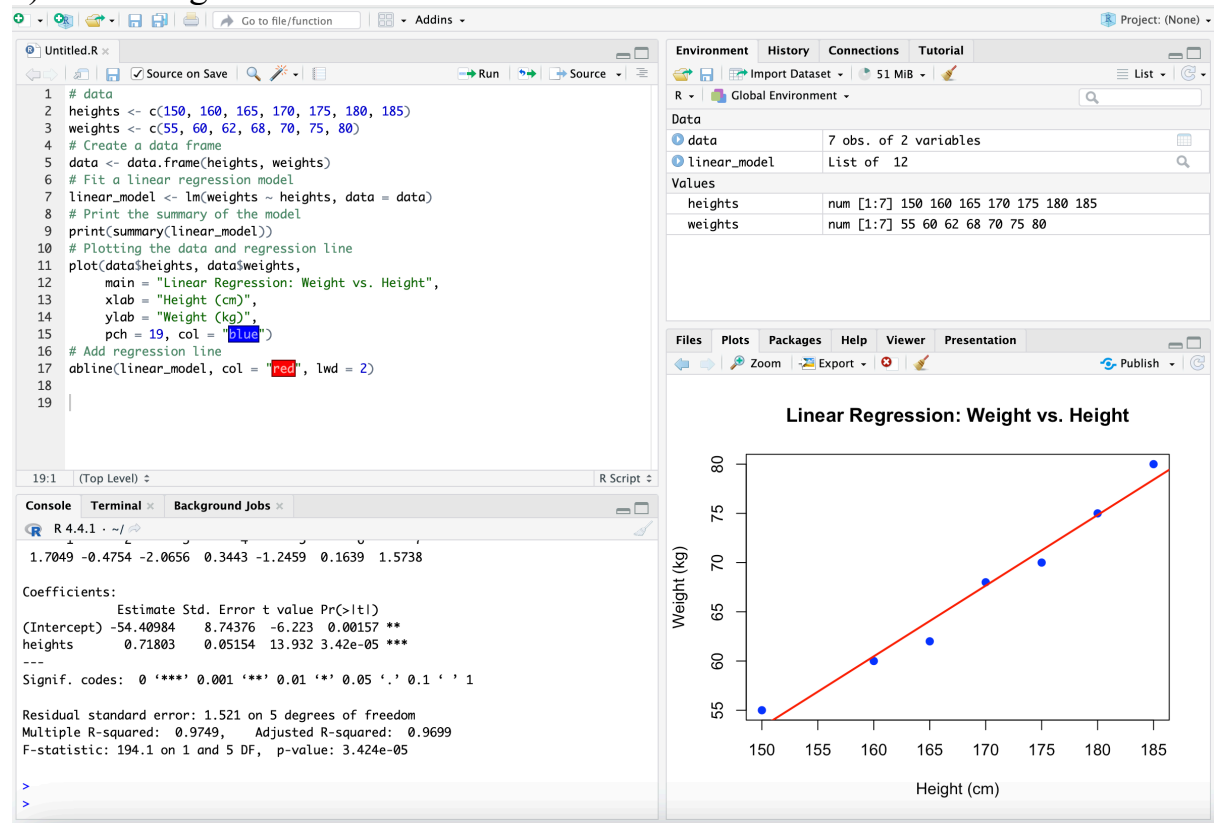 Go to file/function
Addins
Project: (None)
Untitled.R
Source on Save
Run
Source
1 # data
2 heights <- c(150, 160, 165, 170, 175, 180, 185)
3 weights <- c(55, 60, 62, 68, 70, 75, 80)
4 # Create a data frame
5 data <- data.frame(heights, weights)
6 # Fit a linear regression model
7 linear_model <- lm(weights ~ heights, data = data)
8 # Print the summary of the model
9 print(summary(linear_model))
10 # Plotting the data and regression line
11 plot(data$heights, data$weights,
12 main = "Linear Regression: Weight vs. Height",
13 xlab = "Height (cm)",
14 ylab = "Weight (kg)",
15 pch = 19, col = "blue")
16 # Add regression line
17 abline(linear_model, col = "red", lwd = 2)
18
19
19:1 (Top Level) R Script
Console Terminal Background Jobs
R 4.4.1 · ~/
1.7049 -0.4754 -2.0656 0.3443 -1.2459 0.1639 1.5738
Coefficients:
Estimate Std. Error t value Pr(>|t|)
(Intercept) -54.40984 8.74376 -6.223 0.00157 **
heights 0.71803 0.05154 13.932 3.42e-05 ***
---
Signif. codes: 0 ‘***’ 0.001 ‘**’ 0.01 ‘*’ 0.05 ‘.’ 0.1 ‘ ’ 1
Residual standard error: 1.521 on 5 degrees of freedom
Multiple R-squared: 0.9749, Adjusted R-squared: 0.9699
F-statistic: 194.1 on 1 and 5 DF, p-value: 3.424e-05
>
>
Environment History Connections Tutorial
Import Dataset 51 MiB List
R Global Environment
Data
data 7 obs. of 2 variables
linear_model List of 12
Values
heights num [1:7] 150 160 165 170 175 180 185
weights num [1:7] 55 60 62 68 70 75 80
Files Plots Packages Help Viewer Presentation
Zoom Export Publish
Linear Regression: Weight vs. Height
Weight (kg)
80
75
70
65
60
55
150 155 160 165 170 175 180 185
Height (cm)